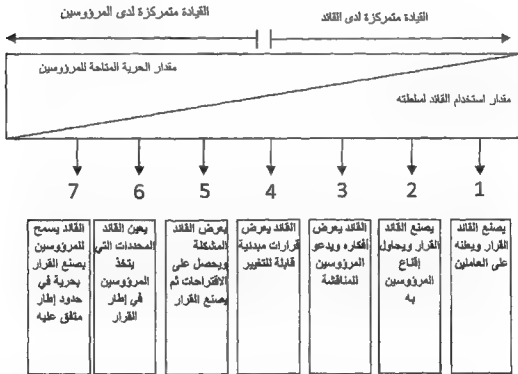 القيادة متمركزة لدى القائد
القيادة متمركزة لدى المرؤوسين
مقدار الحرية المتاحة للمرؤوسين
مقدار استخدام القائد لسلطته
1
2
3
4
5
6
7
يصنع القائد
القرار ويعلنه
على العاملين
يصنع القائد
القرار ويحاول
إقناع
المرؤوسين
به
القائد يعرض
أفكاره ويدعو
المرؤوسين
للمناقشة
القائد يعرض
قرارات مبدئية
قابلة للتغيير
يعرض القائد
المشكلة
ويحصل على
الاقتراحات ثم
يصنع القرار
يعين القائد
المحددات التي
يتخذ
المرؤوسين
في إطار
القرار
القائد يسمح
للمرؤوسين
بصنع القرار
بحرية في
حدود إطار
متفق عليه